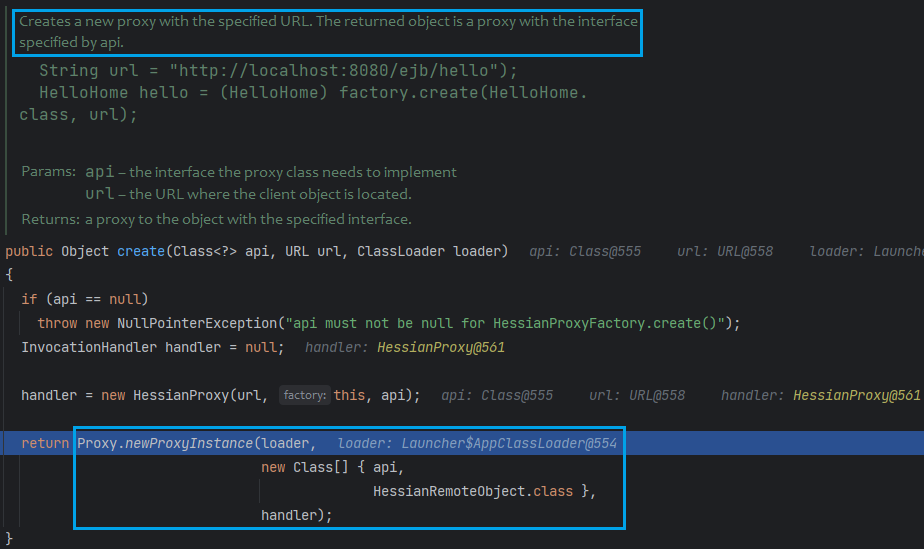 Creates a new proxy with the specified URL. The returned object is a proxy with the interface
specified by api.
String url = "http://localhost:8080/ejb/hello");
HelloHome hello = (HelloHome) factory.create(HelloHome.
class, url);
Params: api – the interface the proxy class needs to implement
url – the URL where the client object is located.
Returns: a proxy to the object with the specified interface.
public Object create(Class<?> api, URL url, ClassLoader loader) api: Class@555 url: URL@558 loader: Launcher
{
if (api == null)
throw new NullPointerException("api must not be null for HessianProxyFactory.create()");
InvocationHandler handler = null; handler: HessianProxy@561
handler = new HessianProxy(url, factory: this, api); api: Class@555 url: URL@558 handler: HessianProxy@561
return Proxy.newProxyInstance(loader, loader: Launcher$AppClassLoader@554
new Class[] { api,
HessianRemoteObject.class },
handler);
}